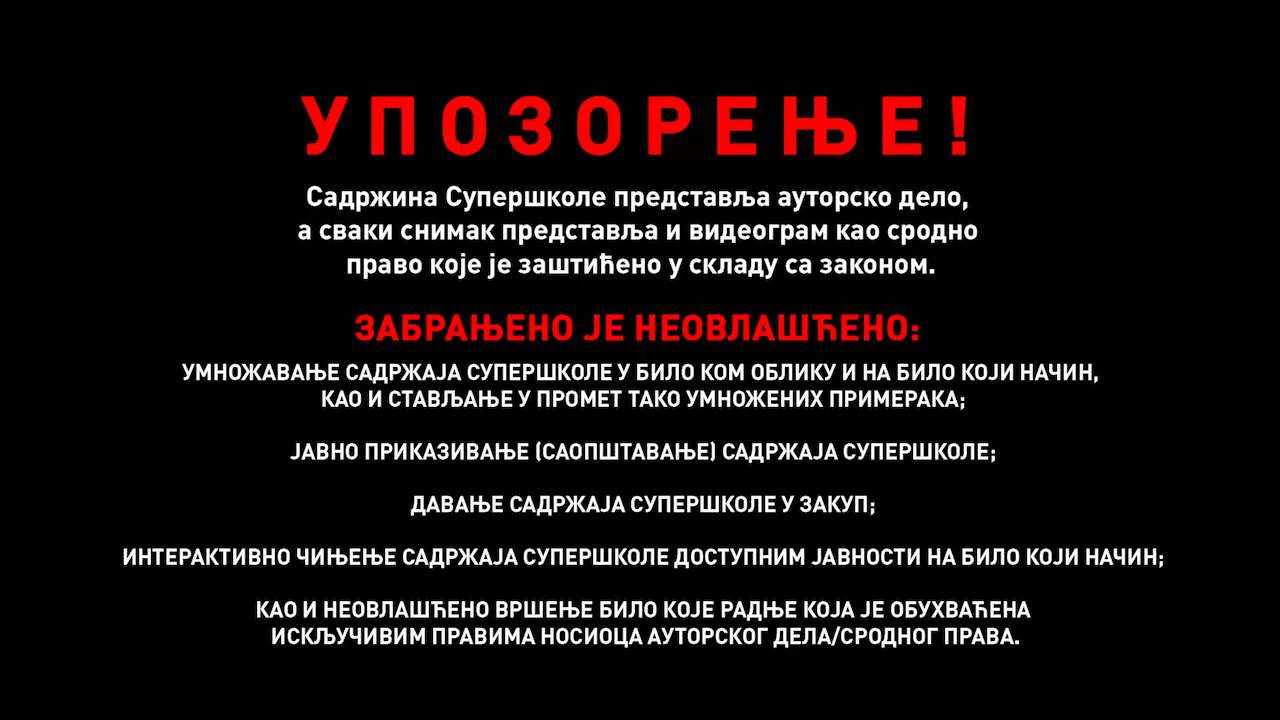 УПОЗОРЕЊЕ!
Садржина Супершколе представља ауторско дело,
а сваки снимак представља и видеограм као сродно
право које је заштићено у складу са законом.
ЗАБРАЊЕНО ЈЕ НЕОВЛАШЋЕНО:
УМНОЖАВАЊЕ САДРЖАЈА СУПЕРШКОЛЕ У БИЛО КОМ ОБЛИКУ И НА БИЛО КОЈИ НАЧИН,
КАО И СТАВЉАЊЕ У ПРОМЕТ ТАКО УМНОЖЕНИХ ПРИМЕРАКА;
ЈАВНО ПРИКАЗИВАЊЕ (САОПШТАВАЊЕ) САДРЖАЈА СУПЕРШКОЛЕ;
ДАВАЊЕ САДРЖАЈА СУПЕРШКОЛЕ У ЗАКУП;
ИНТЕРАКТИВНО ЧИЊЕЊЕ САДРЖАЈА СУПЕРШКОЛЕ ДОСТУПНИМ ЈАВНОСТИ НА БИЛО КОЈИ НАЧИН;
КАО И НЕОВЛАШЋЕНО ВРШЕЊЕ БИЛО КОЈЕ РАДЊЕ КОЈА ЈЕ ОБУХВАЋЕНА
ИСКЉУЧИВИМ ПРАВИМА НОСИОЦА АУТОРСКОГ ДЕЛА/СРОДНОГ ПРАВА.